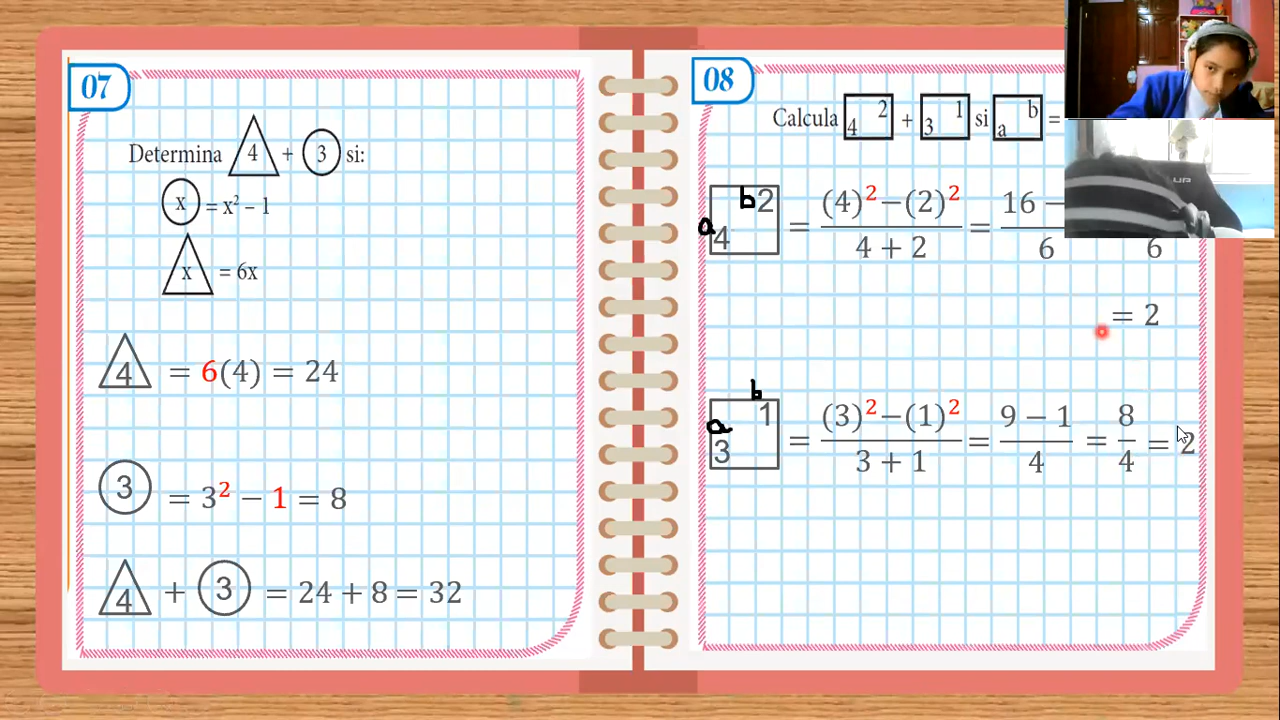 07
Determina 4 + 3 si:
x = x² – 1
x = 6x
4 = 6(4) = 24
3 = 3² − 1 = 8
4 + 3 = 24 + 8 = 32
08
Calcula 4 2 + 3 1 si a b =
a 4 b 2 = (4)²−(2)² / 4 + 2 = 16 − / 6 6
= 2
a 3 b 1 = (3)²−(1)² / 3 + 1 = 9 − 1 / 4 = 8 / 4 = 2